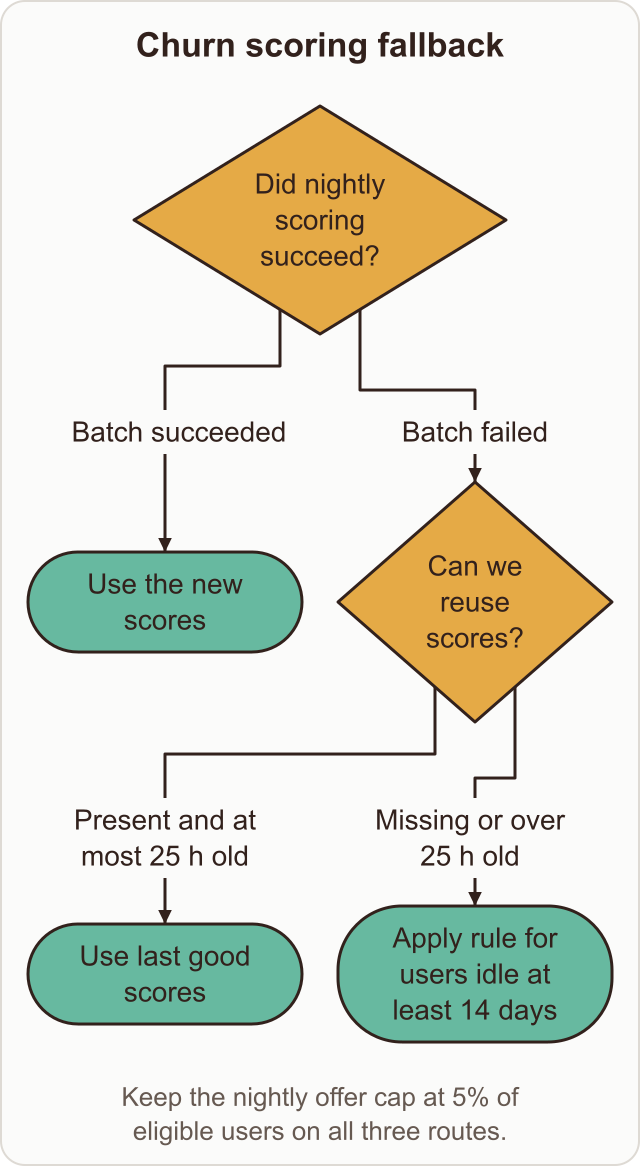 Churn scoring fallback
Did nightly
scoring
succeed?
Batch succeeded
Batch failed
Use the new
scores
Can we
reuse
scores?
Present and at
most 25 h old
Missing or over
25 h old
Use last good
scores
Apply rule for
users idle at
least 14 days
Keep the nightly offer cap at 5% of
eligible users on all three routes.